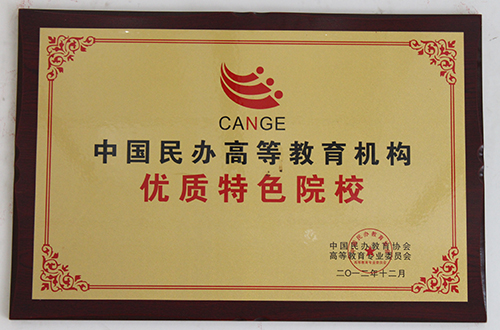 CANGE
中国民办高等教育机构
优质特色院校
中国民办教育协会
高等教育专业委员会
二〇一二年十二月